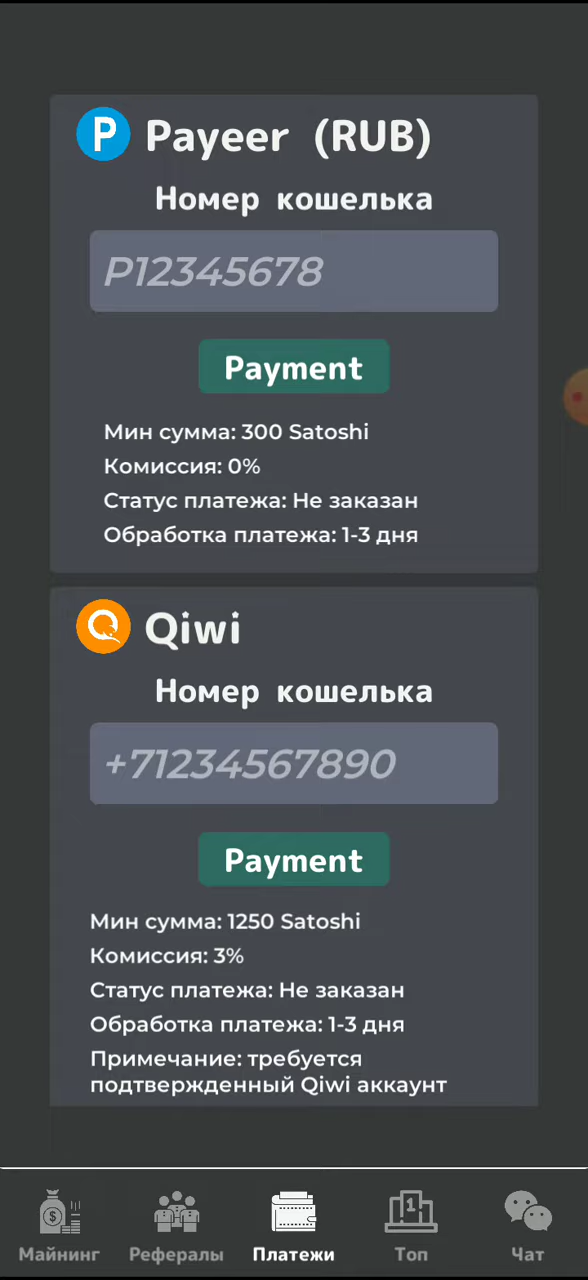 Payeer (RUB)
Номер кошелька
P12345678
Payment
Мин сумма: 300 Satoshi
Комиссия: 0%
Статус платежа: Не заказан
Обработка платежа: 1-3 дня
Qiwi
Номер кошелька
+71234567890
Payment
Мин сумма: 1250 Satoshi
Комиссия: 3%
Статус платежа: Не заказан
Обработка платежа: 1-3 дня
Примечание: требуется
подтвержденный Qiwi аккаунт
Майнинг Рефералы Платежи Топ Чат